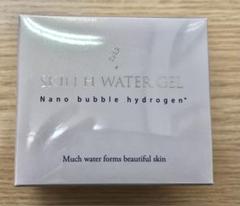 WATER GEL
Nano bubble hydrogen*
Much water forms beautiful skin